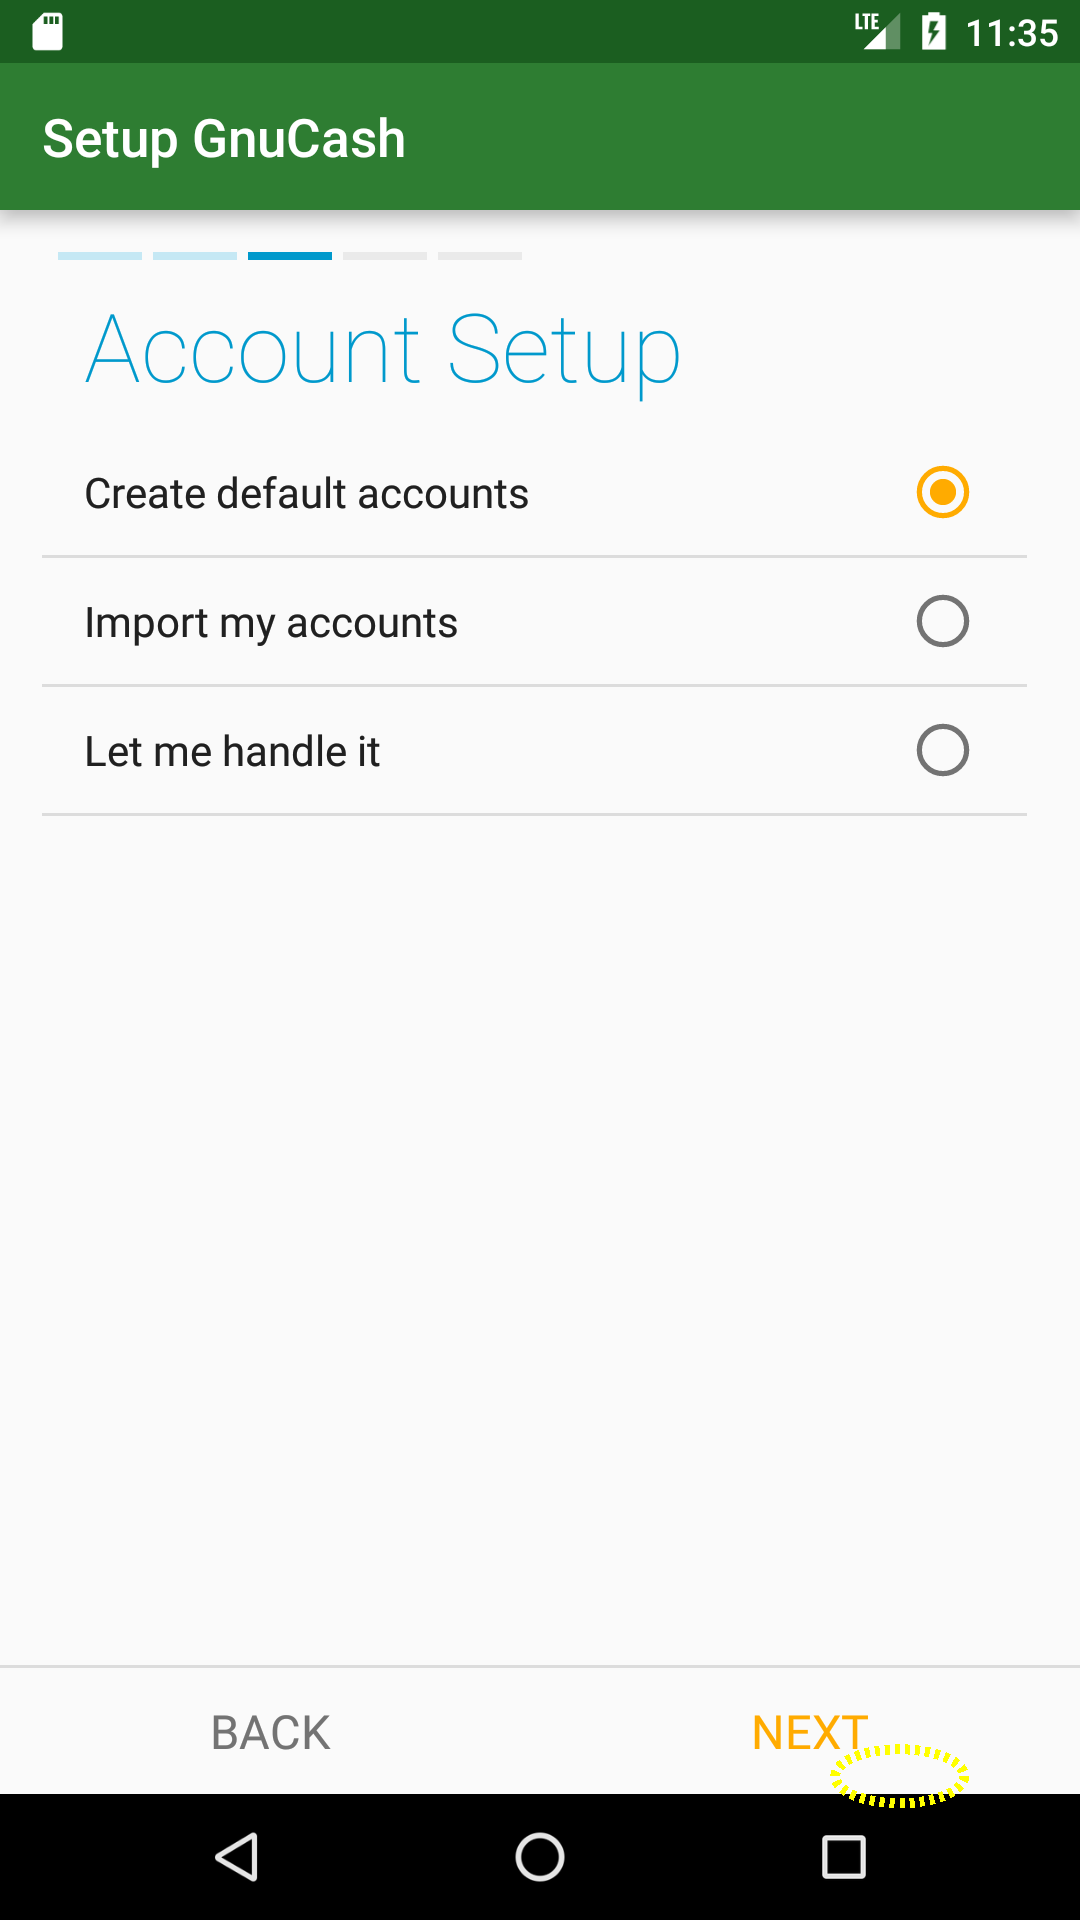 LTE 11:35
Setup GnuCash
Account Setup
Create default accounts
Import my accounts
Let me handle it
BACK NEXT